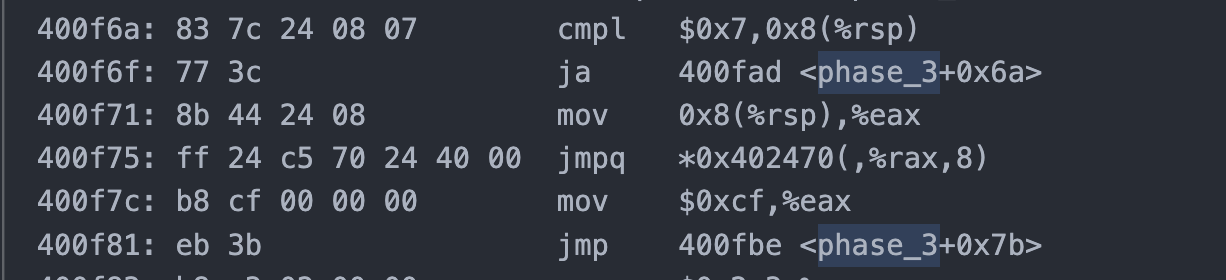 400f6a: 83 7c 24 08 07 cmpl $0x7,0x8(%rsp)
400f6f: 77 3c ja 400fad <phase_3+0x6a>
400f71: 8b 44 24 08 mov 0x8(%rsp),%eax
400f75: ff 24 c5 70 24 40 00 jmpq *0x402470(,%rax,8)
400f7c: b8 cf 00 00 00 mov $0xcf,%eax
400f81: eb 3b jmp 400fbe <phase_3+0x7b>